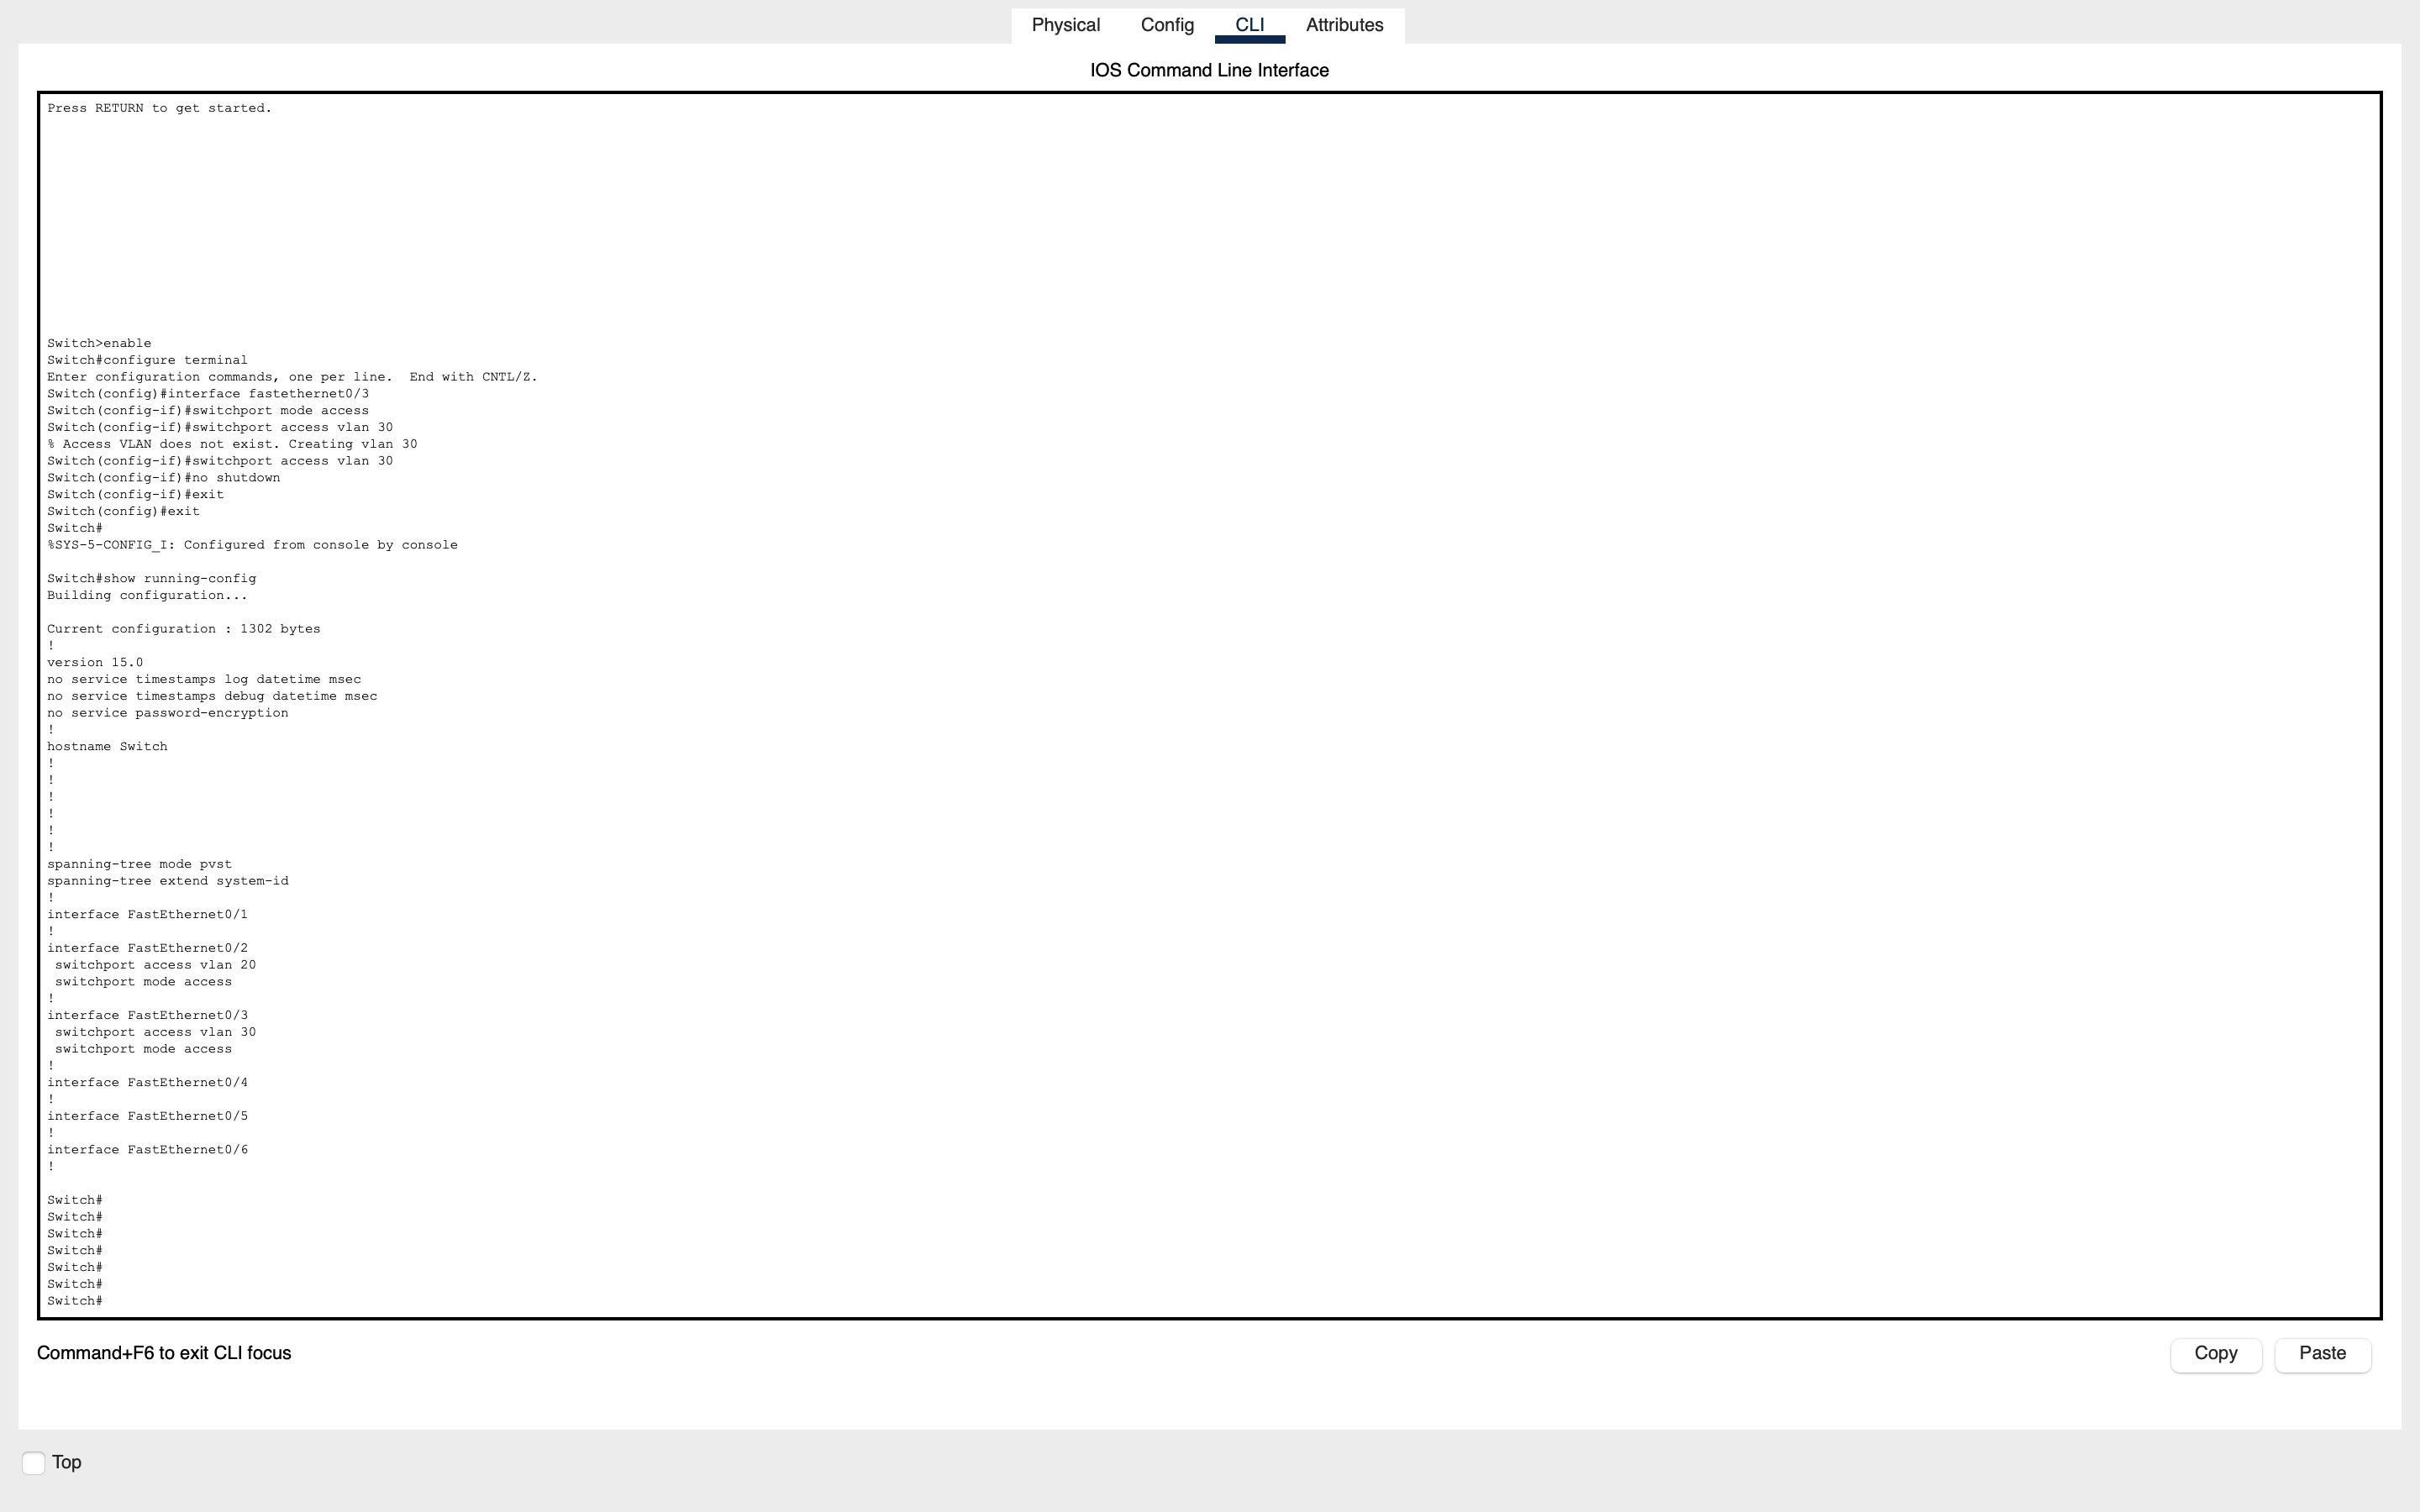 Physical Config CLI Attributes
IOS Command Line Interface
Press RETURN to get started.
Switch>enable
Switch#configure terminal
Enter configuration commands, one per line.  End with CNTL/Z.
Switch(config)#interface fastethernet0/3
Switch(config-if)#switchport mode access
Switch(config-if)#switchport access vlan 30
% Access VLAN does not exist. Creating vlan 30
Switch(config-if)#switchport access vlan 30
Switch(config-if)#no shutdown
Switch(config-if)#exit
Switch(config)#exit
Switch#
%SYS-5-CONFIG_I: Configured from console by console
Switch#show running-config
Building configuration...
Current configuration : 1302 bytes
!
version 15.0
no service timestamps log datetime msec
no service timestamps debug datetime msec
no service password-encryption
!
hostname Switch
!
!
!
!
!
!
spanning-tree mode pvst
spanning-tree extend system-id
!
interface FastEthernet0/1
!
interface FastEthernet0/2
 switchport access vlan 20
 switchport mode access
!
interface FastEthernet0/3
 switchport access vlan 30
 switchport mode access
!
interface FastEthernet0/4
!
interface FastEthernet0/5
!
interface FastEthernet0/6
!
Switch#
Switch#
Switch#
Switch#
Switch#
Switch#
Switch#
Command+F6 to exit CLI focus
Copy Paste
Top